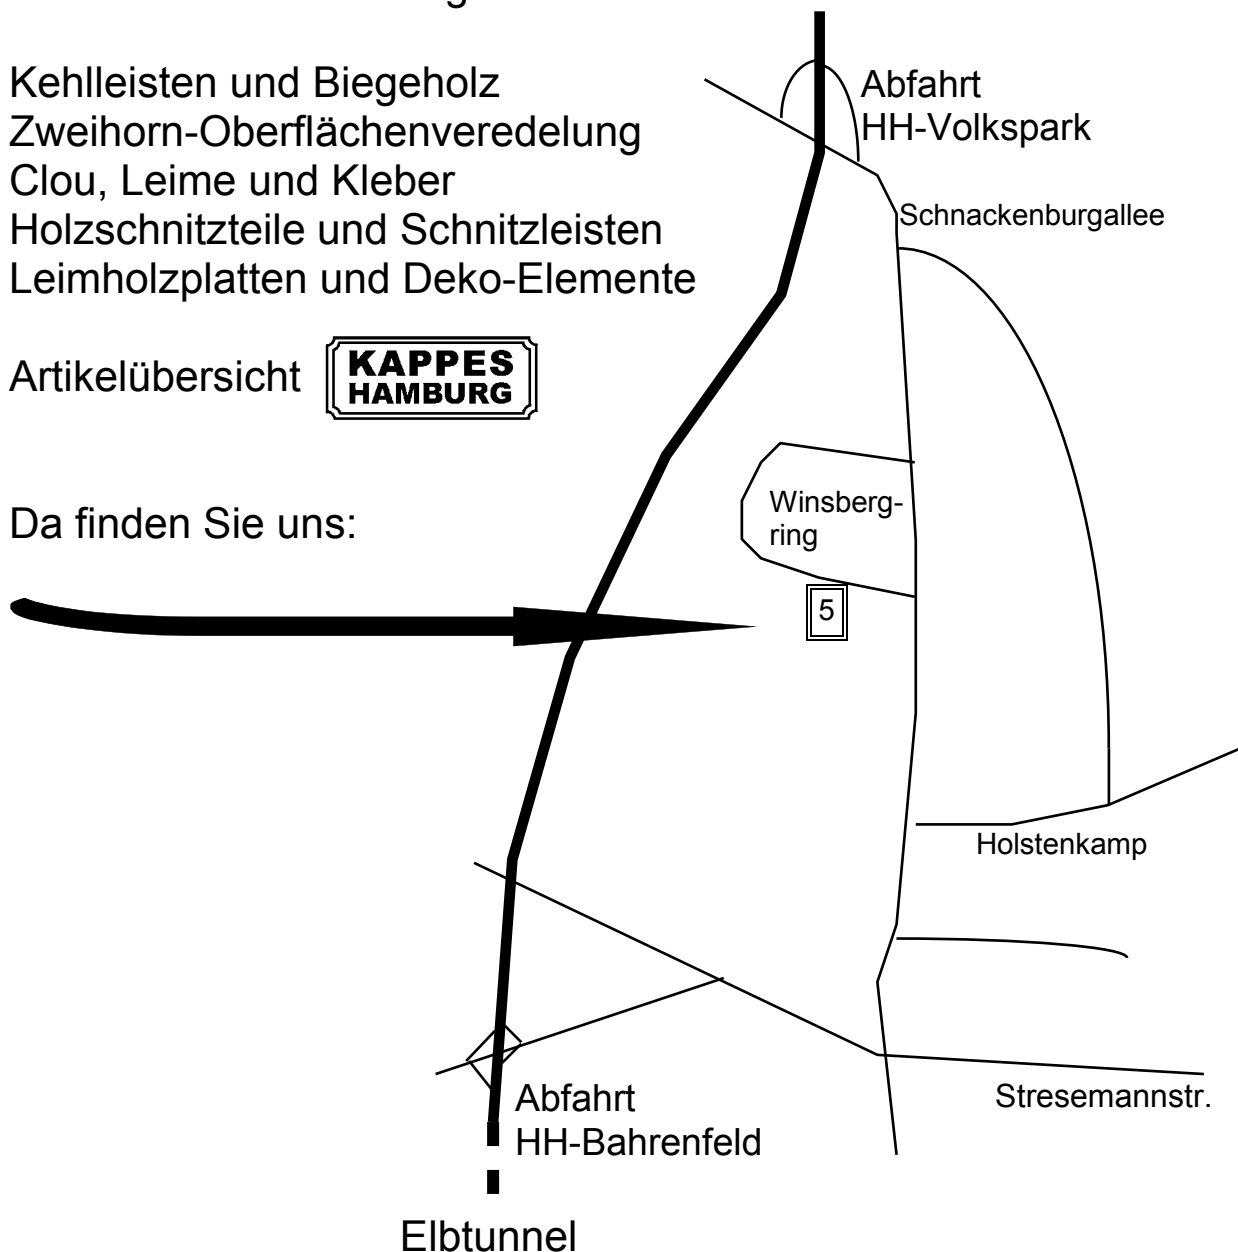 Kehlleisten und Biegeholz
Zweihorn-Oberflächenveredelung
Clou, Leime und Kleber
Holzschnitzteile und Schnitzleisten
Leimholzplatten und Deko-Elemente
Artikelübersicht
KAPPES
HAMBURG
Da finden Sie uns:
Abfahrt
HH-Volkspark
Schnackenburgallee
Winsberg-
ring
5
Holstenkamp
Stresemannstr.
Abfahrt
HH-Bahrenfeld
Elbtunnel